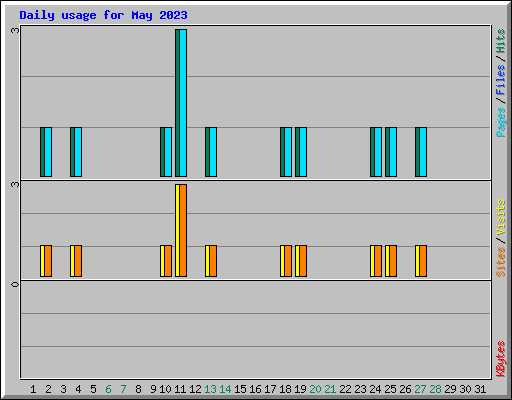 Daily usage for May 2023
3
Pages / Files / Hits
3
Sites / Visits
0
KBytes
1 2 3 4 5 6 7 8 9 10 11 12 13 14 15 16 17 18 19 20 21 22 23 24 25 26 27 28 29 30 31